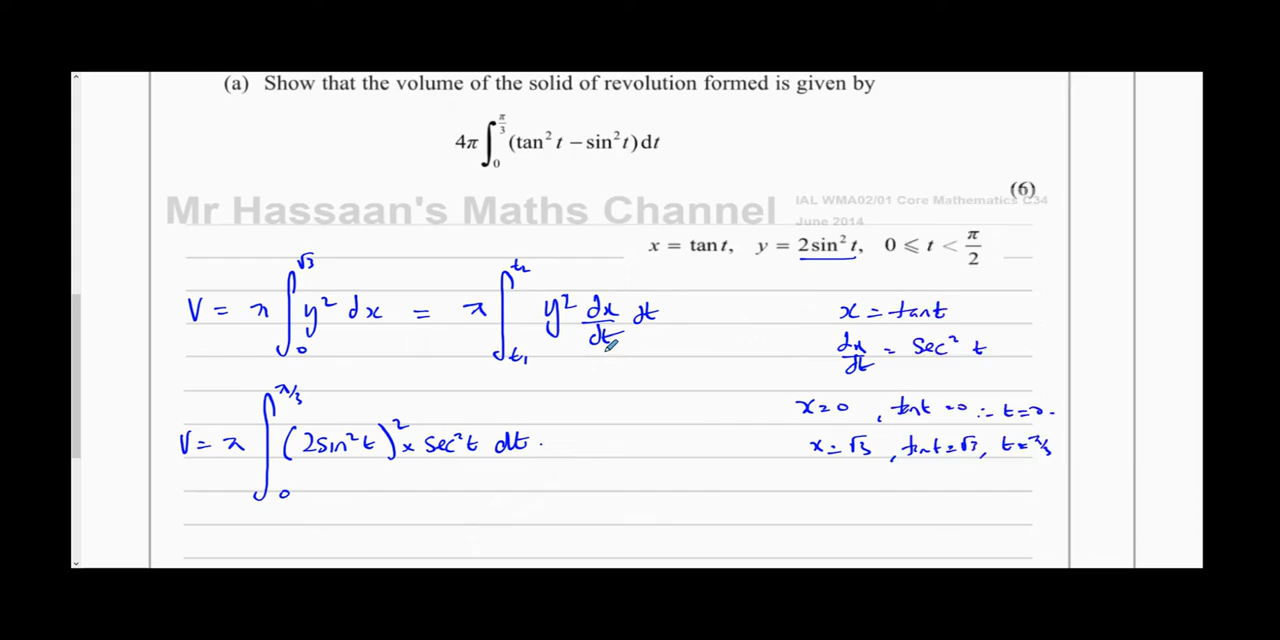 (a) Show that the volume of the solid of revolution formed is given by
4π ∫₀^{π/3} (tan² t − sin² t) dt
(6)
Mr Hassaan's Maths Channel
IAL WMA02/01 Core Mathematics C34
June 2014
x = tan t, y = 2sin² t, 0 ⩽ t < π/2
V = π ∫₀^{√3} y² dx = π ∫_{t₁}^{t₂} y² dx/dt dt
x = tan t
dx/dt = sec² t
x=0, tant=0 ∴ t=0.
V = π ∫₀^{π/3} (2sin² t)² × sec² t dt.
x=√3, tant=√3, t=π/3